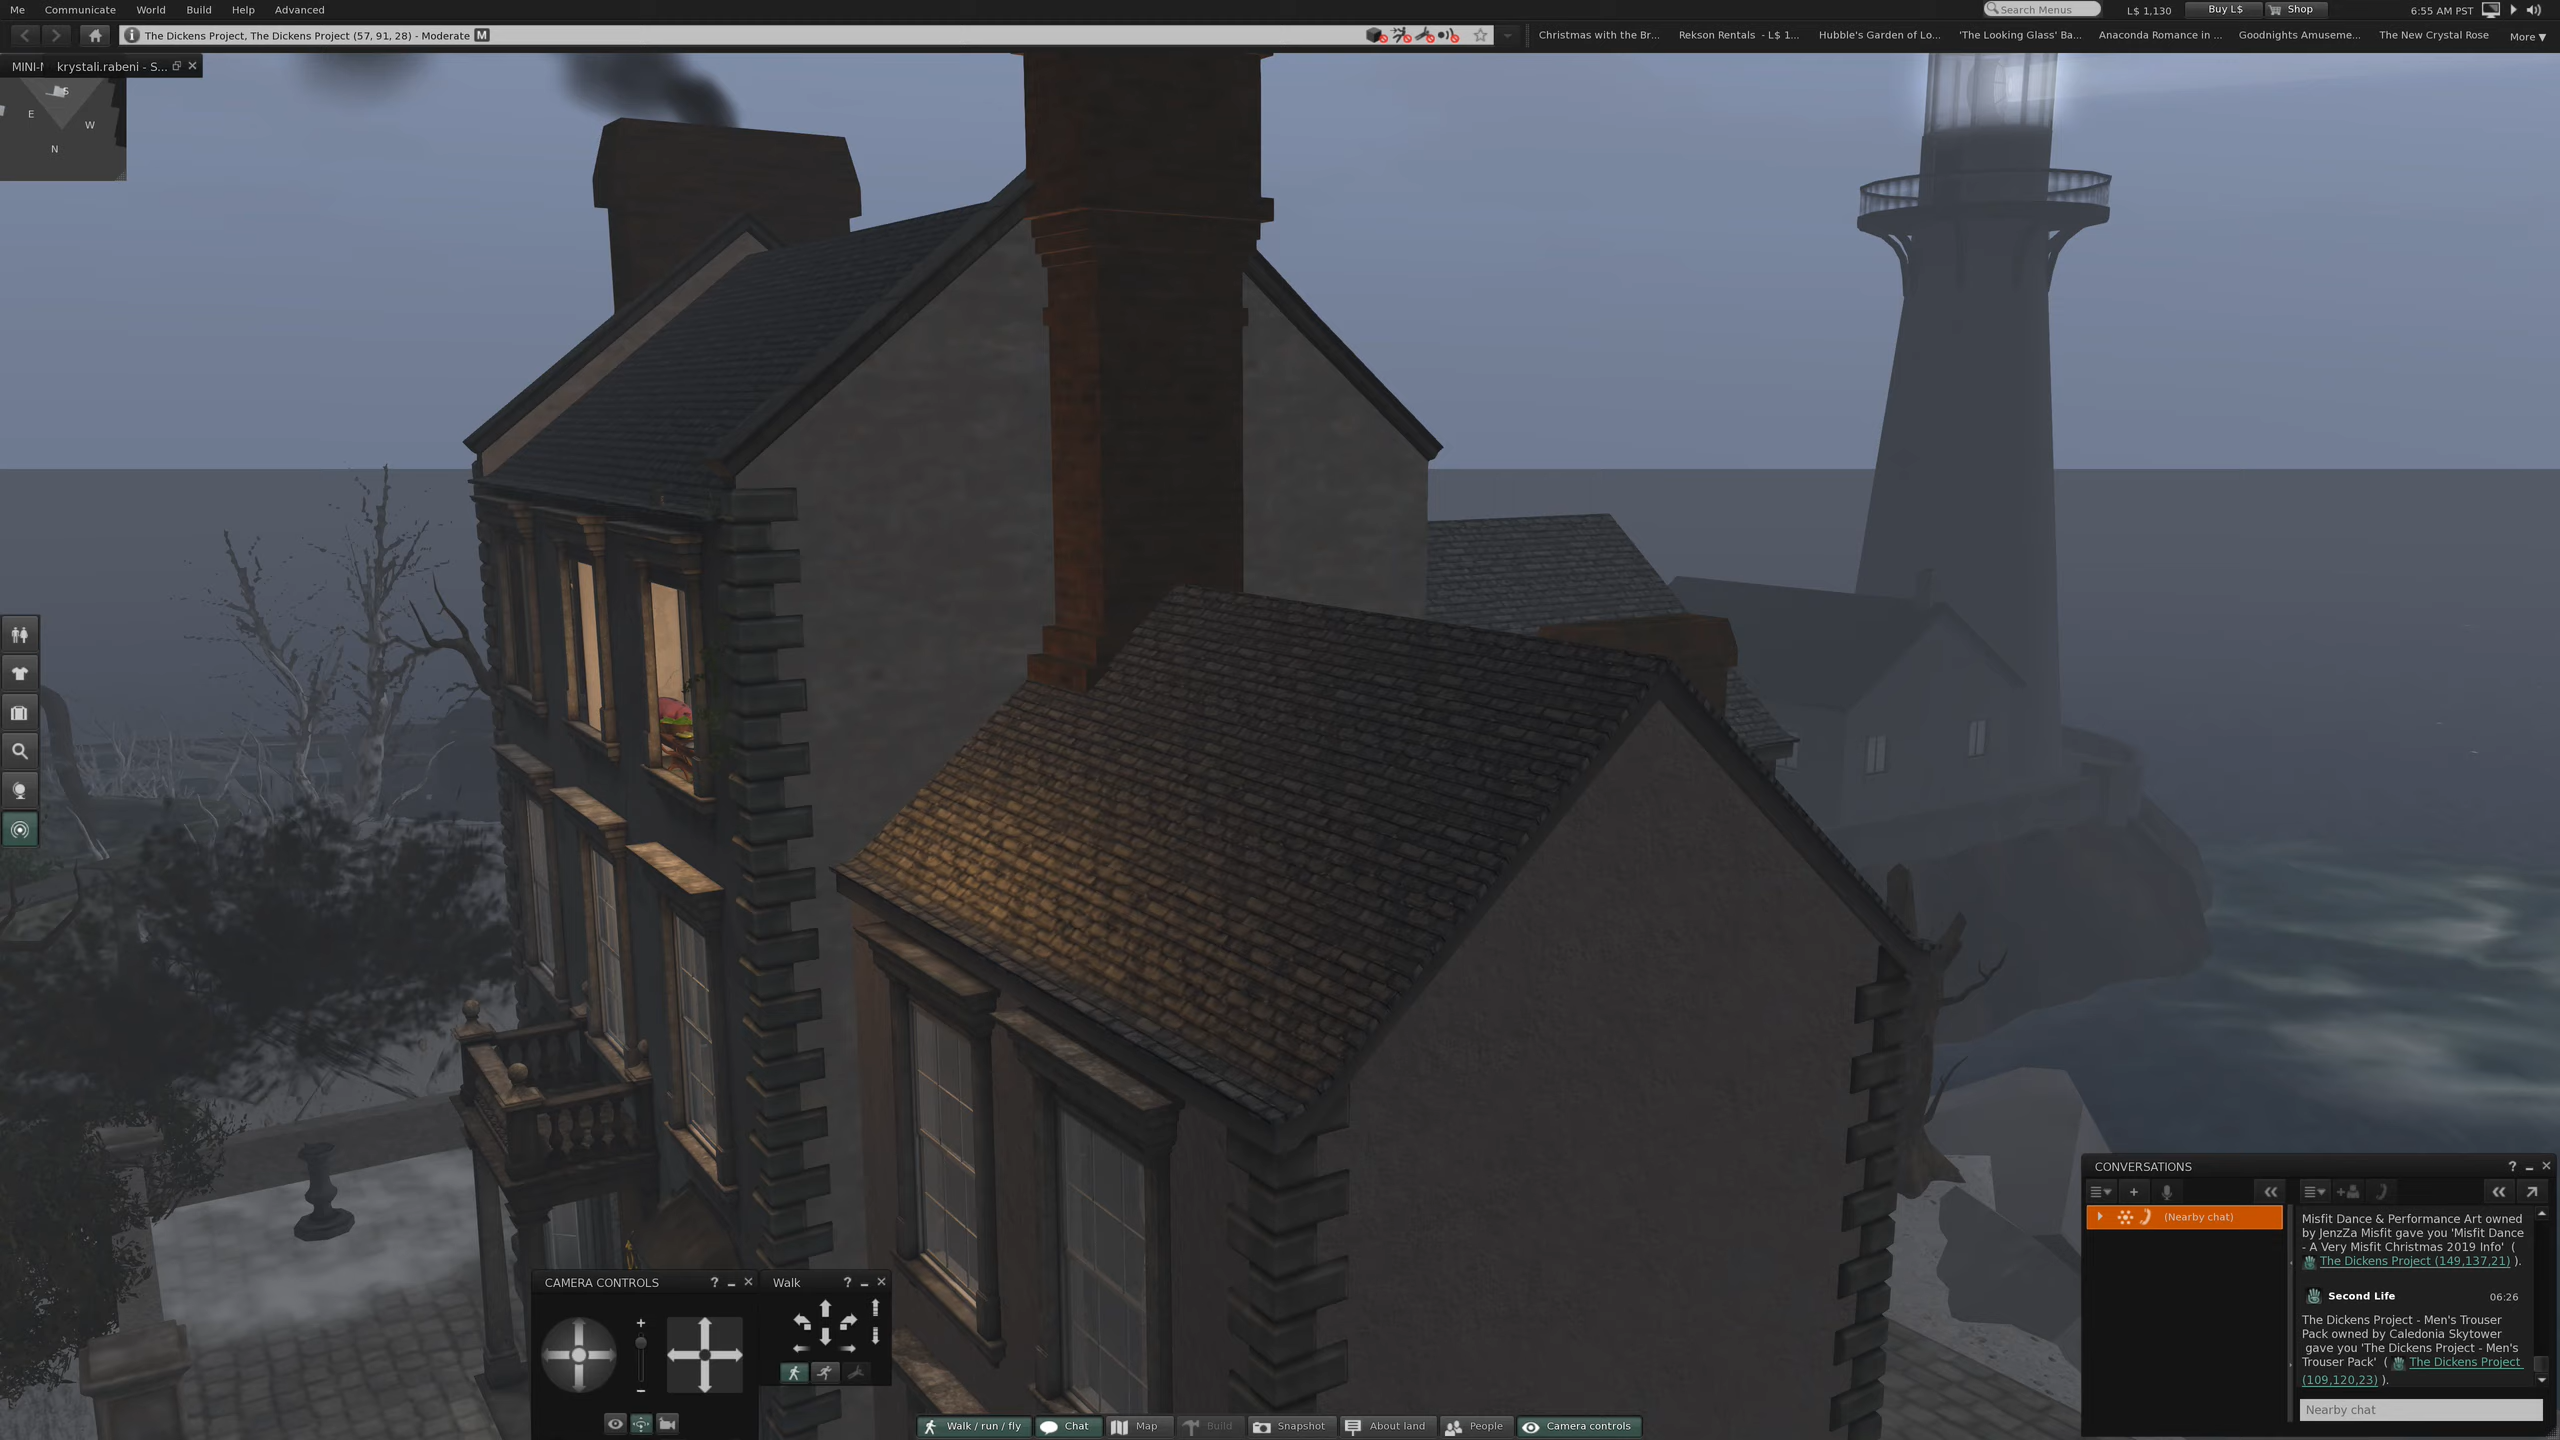 Me Communicate World Build Help Advanced
Search Menus L$ 1,130 Buy L$ Shop 6:55 AM PST
The Dickens Project, The Dickens Project (57, 91, 28) - Moderate M
Christmas with the Br... Rekson Rentals - L$ 1... Hubble's Garden of Lo... 'The Looking Glass' Ba... Anaconda Romance in ... Goodnights Amuseme... The New Crystal Rose More
krystali.rabeni - S...
S
E
W
N
CONVERSATIONS ?
(Nearby chat)
Misfit Dance & Performance Art owned
by JenzZa Misfit gave you 'Misfit Dance
- A Very Misfit Christmas 2019 Info' (
The Dickens Project (149,137,21) ).
Second Life 06:26
The Dickens Project - Men's Trouser
Pack owned by Caledonia Skytower
gave you 'The Dickens Project - Men's
Trouser Pack' ( The Dickens Project
(109,120,23) ).
Nearby chat
CAMERA CONTROLS ?
Walk ?
Walk / run / fly Chat Map Build Snapshot About land People Camera controls